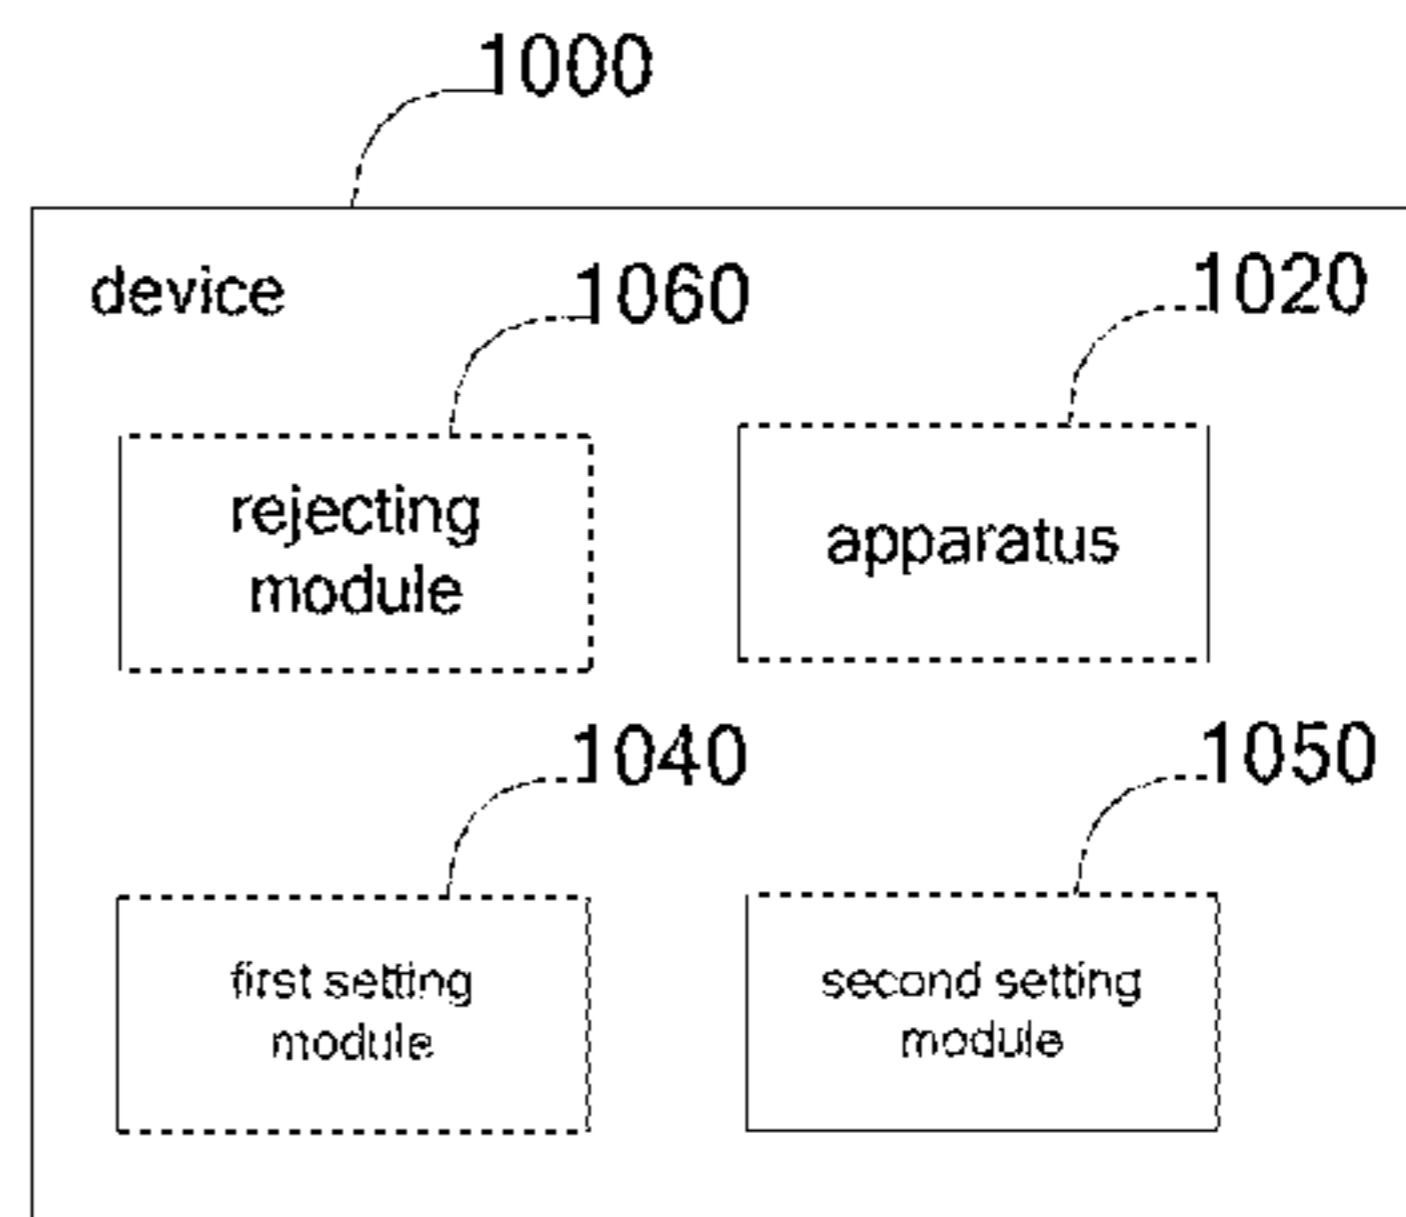 1000
device
1060
1020
rejecting
module
apparatus
1040
1050
first setting
module
second setting
module